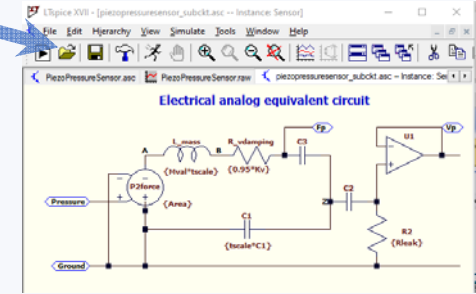 LTspice XVII - [piezopressuresensor_subckt.asc -- Instance: Sensor]
File Edit Hierarchy View Simulate Tools Window Help
PiezoPressureSensor.asc PiezoPressureSensor.raw piezopressuresensor_subckt.asc -- Instance: Se
Electrical analog equivalent circuit
Fp
Vp
L_mass R_vdamping C3 U1
A B
{Mval*tscale} {0.95*Kv}
P2force
C2
Pressure
{Area}
C1
R2
{tscale*C1}
{Rleak}
Ground